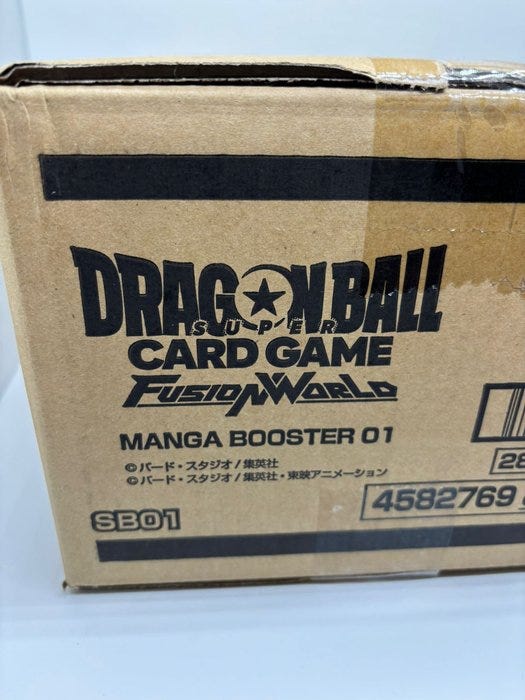 DRAGON BALL
SUPER
CARD GAME
FUSION WORLD
MANGA BOOSTER 01
©バード・スタジオ/集英社
©バード・スタジオ/集英社・東映アニメーション
28
4582769
SB01